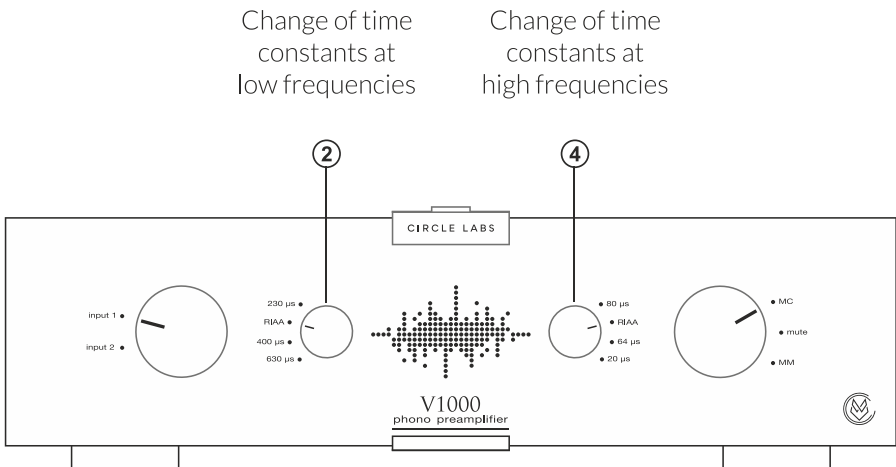 Change of time
constants at
low frequencies
Change of time
constants at
high frequencies
2
4
CIRCLE LABS
input 1
input 2
230 µs
RIAA
400 µs
630 µs
80 µs
RIAA
64 µs
20 µs
MC
mute
MM
V1000
phono preamplifier